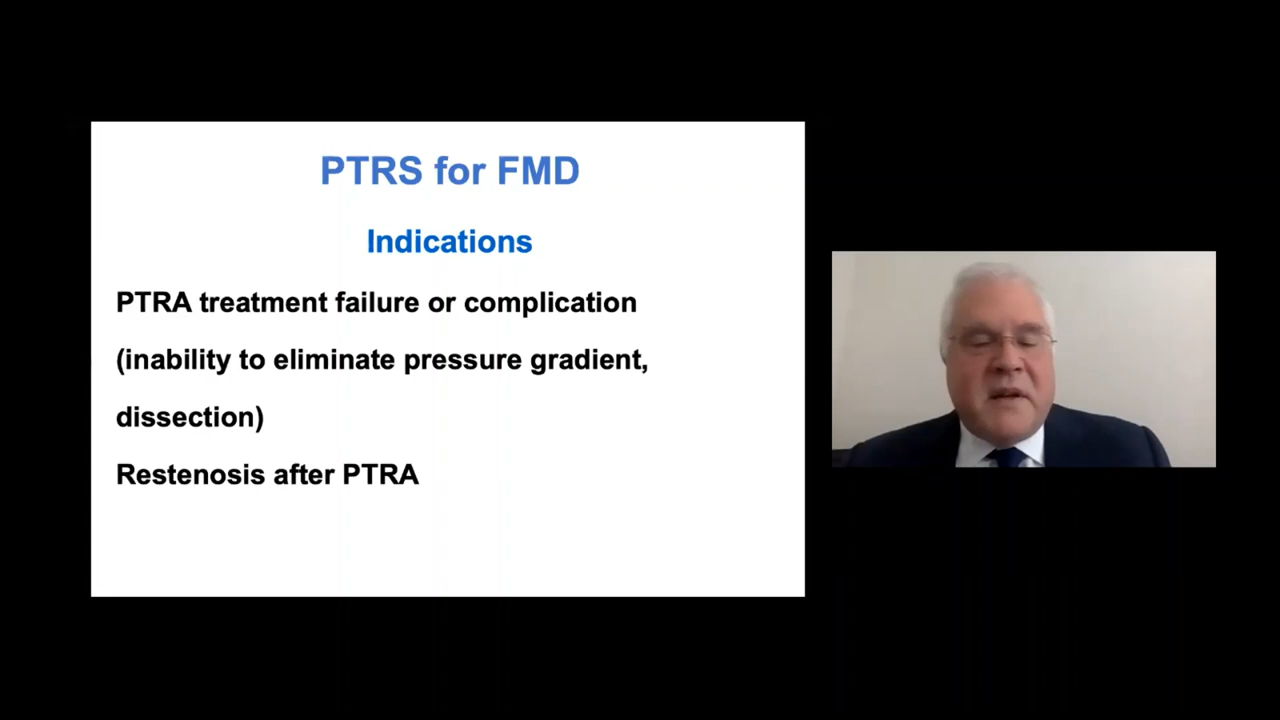 PTRS for FMD
Indications
PTRA treatment failure or complication
(inability to eliminate pressure gradient,
dissection)
Restenosis after PTRA